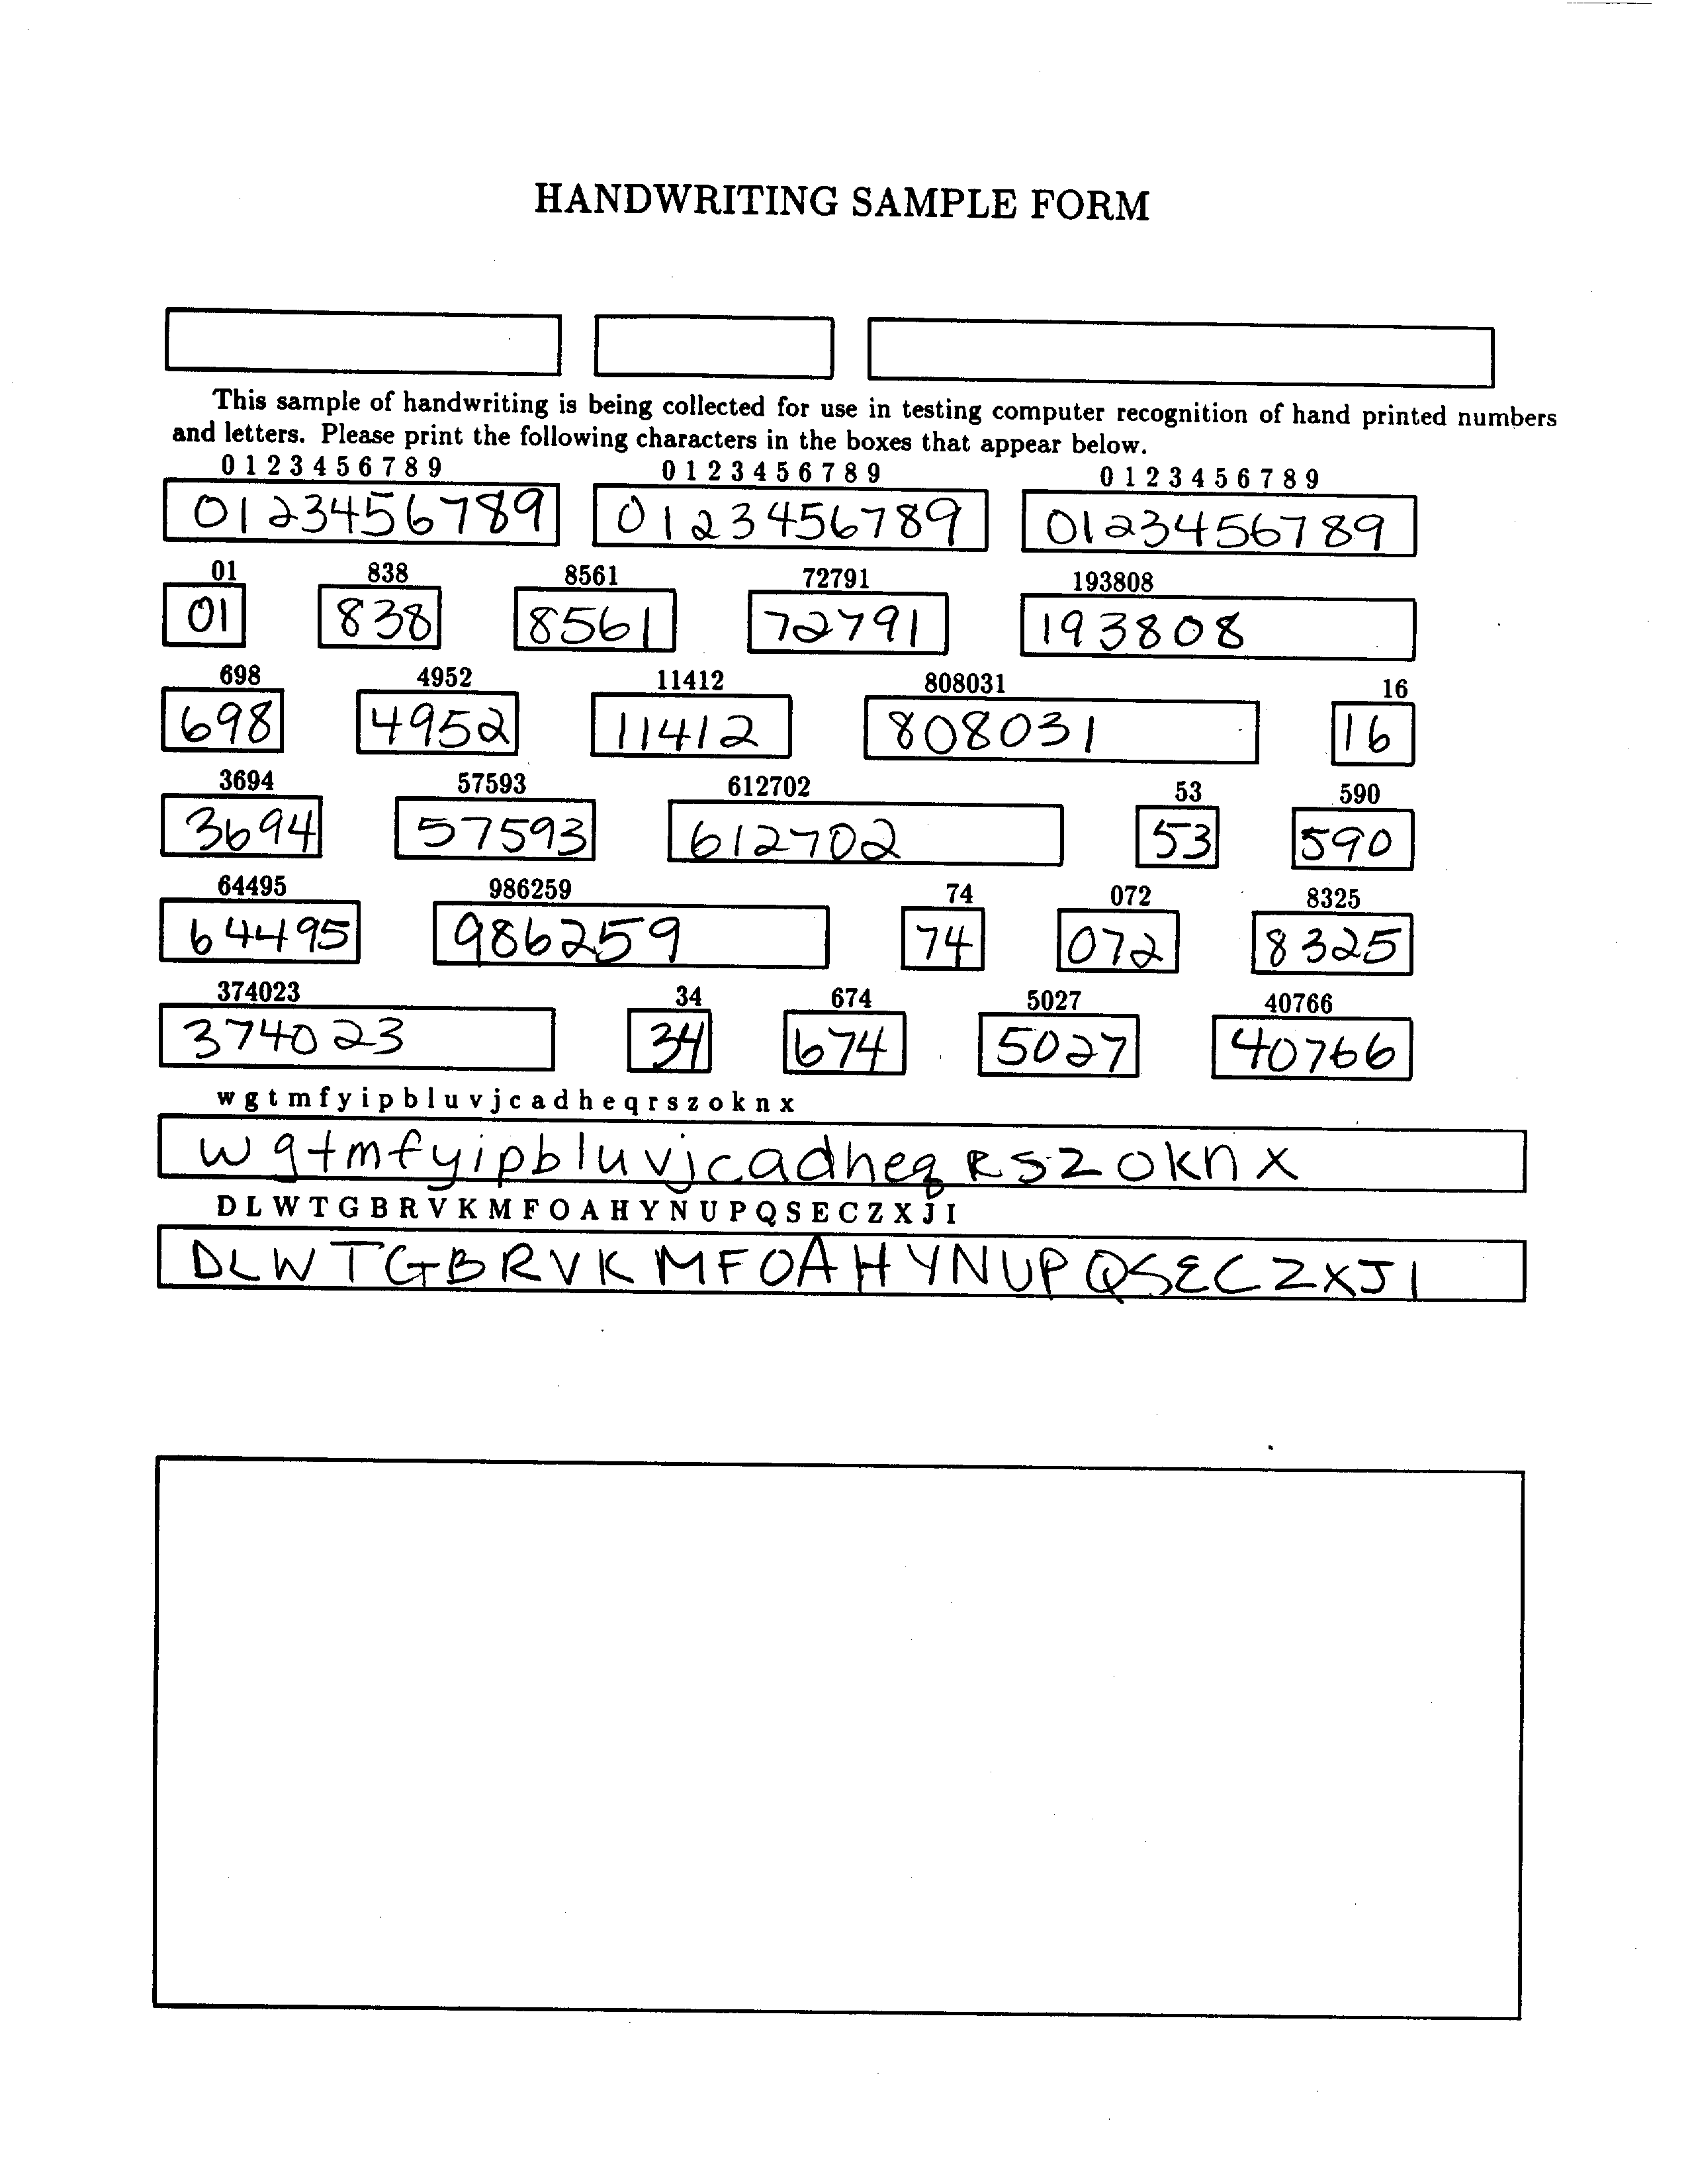 HANDWRITING SAMPLE FORM
This sample of handwriting is being collected for use in testing computer recognition of hand printed numbers
and letters. Please print the following characters in the boxes that appear below.
0 1 2 3 4 5 6 7 8 9 0 1 2 3 4 5 6 7 8 9 0 1 2 3 4 5 6 7 8 9
0123456789 0123456789 0123456789
01 838 8561 72791 193808
01 838 8561 72791 193808
698 4952 11412 808031 16
698 4952 11412 808031 16
3694 57593 612702 53 590
3694 57593 612702 53 590
64495 986259 74 072 8325
64495 986259 74 072 8325
374023 34 674 5027 40766
374023 34 674 5027 40766
w g t m f y i p b l u v j c a d h e q r s z o k n x
w g t m f y i p b l u v j c a d h e q R s z o k n x
D L W T G B R V K M F O A H Y N U P Q S E C Z X J I
D L W T G B R V K M F O A H Y N U P Q S E C Z X J I